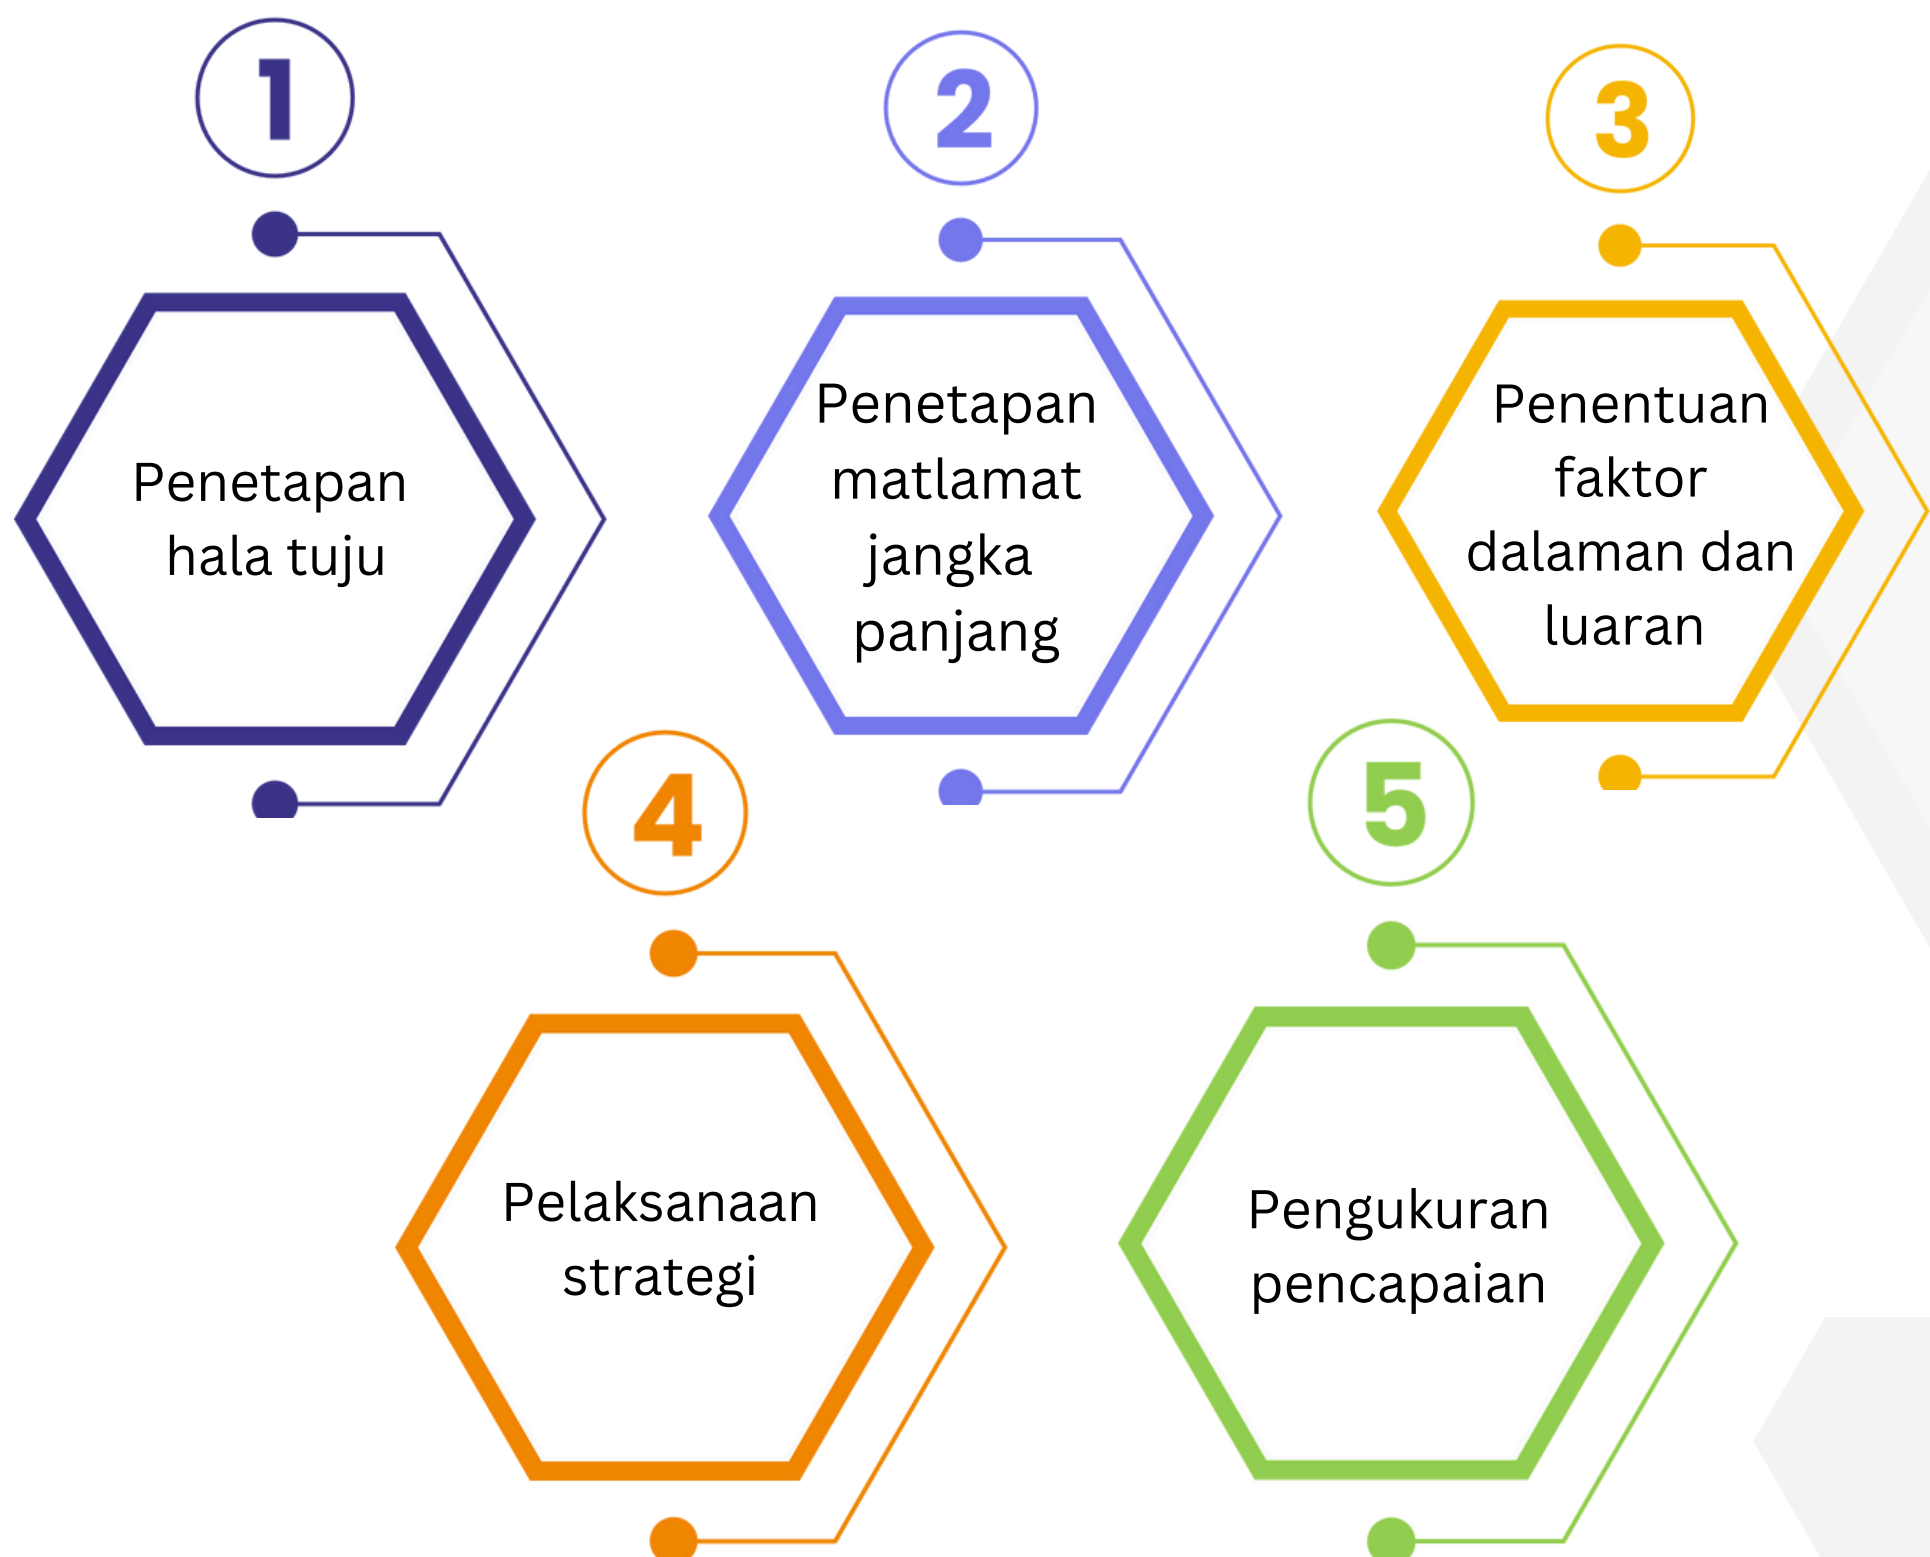 1
Penetapan
hala tuju
2
Penetapan
matlamat
jangka
panjang
3
Penentuan
faktor
dalaman dan
luaran
4
Pelaksanaan
strategi
5
Pengukuran
pencapaian